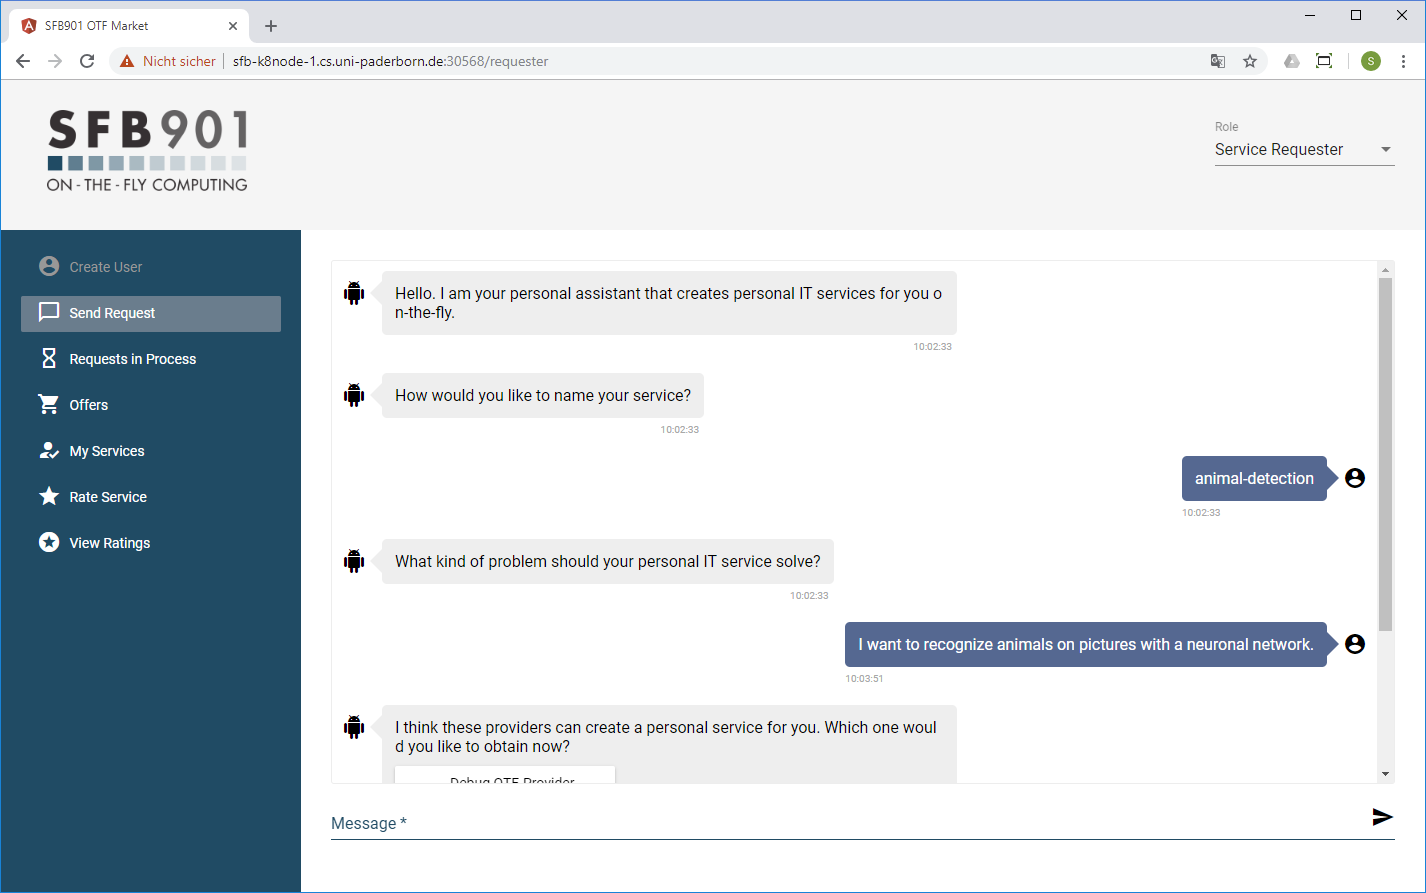 SFB901 OTF Market
Nicht sicher
sfb-k8node-1.cs.uni-paderborn.de:30568/requester
S
SFB901
ON - THE - FLY COMPUTING
Role
Service Requester
Create User
Send Request
Requests in Process
Offers
My Services
Rate Service
View Ratings
Hello. I am your personal assistant that creates personal IT services for you o
n-the-fly.
10:02:33
How would you like to name your service?
10:02:33
animal-detection
10:02:33
What kind of problem should your personal IT service solve?
10:02:33
I want to recognize animals on pictures with a neuronal network.
10:03:51
I think these providers can create a personal service for you. Which one woul
d you like to obtain now?
Debug OTF Provider
Message *